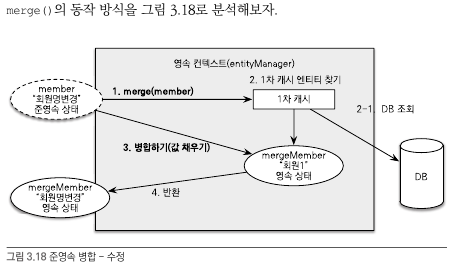 merge()의 동작 방식을 그림 3.18로 분석해보자.
영속 컨텍스트(entityManager)
member
"회원명변경"
준영속 상태
1. merge(member)
2. 1차 캐시 엔티티 찾기
1차 캐시
2-1. DB 조회
3. 병합하기(값 채우기)
mergeMember
"회원1"
영속 상태
DB
mergeMember
"회원명변경"
영속 상태
4. 반환
그림 3.18 준영속 병합 - 수정